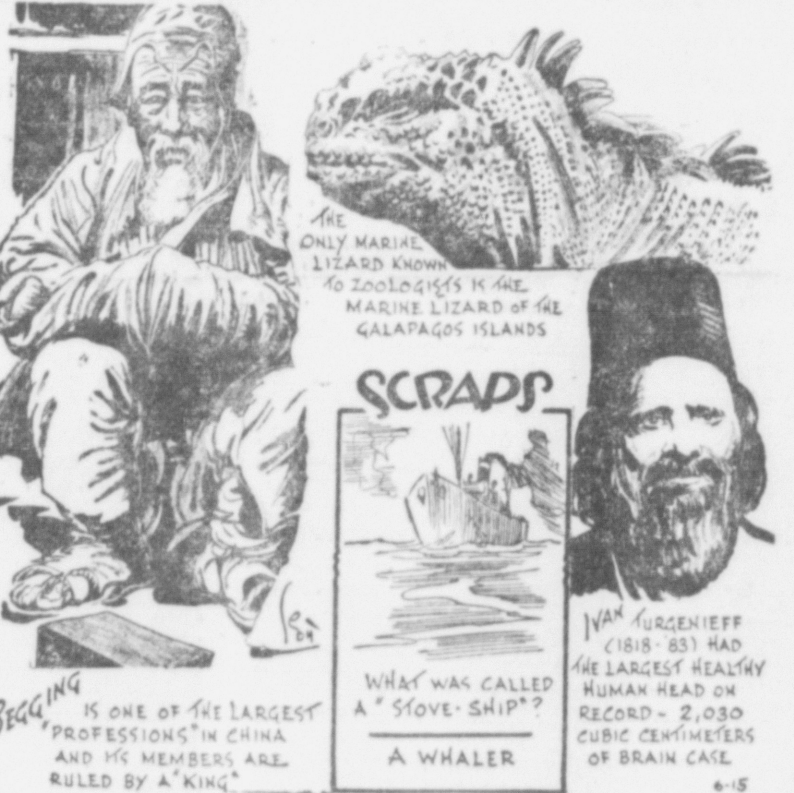 THE
ONLY MARINE
LIZARD KNOWN
TO ZOOLOGISTS IS THE
MARINE LIZARD OF THE
GALAPAGOS ISLANDS
SCRAPS
BEGGING
IS ONE OF THE LARGEST
"PROFESSIONS" IN CHINA
AND ITS MEMBERS ARE
RULED BY A "KING"
WHAT WAS CALLED
A "STOVE-SHIP"?
A WHALER
IVAN TURGENIEFF
(1818-'83) HAD
THE LARGEST HEALTHY
HUMAN HEAD ON
RECORD - 2,030
CUBIC CENTIMETERS
OF BRAIN CASE
6-15